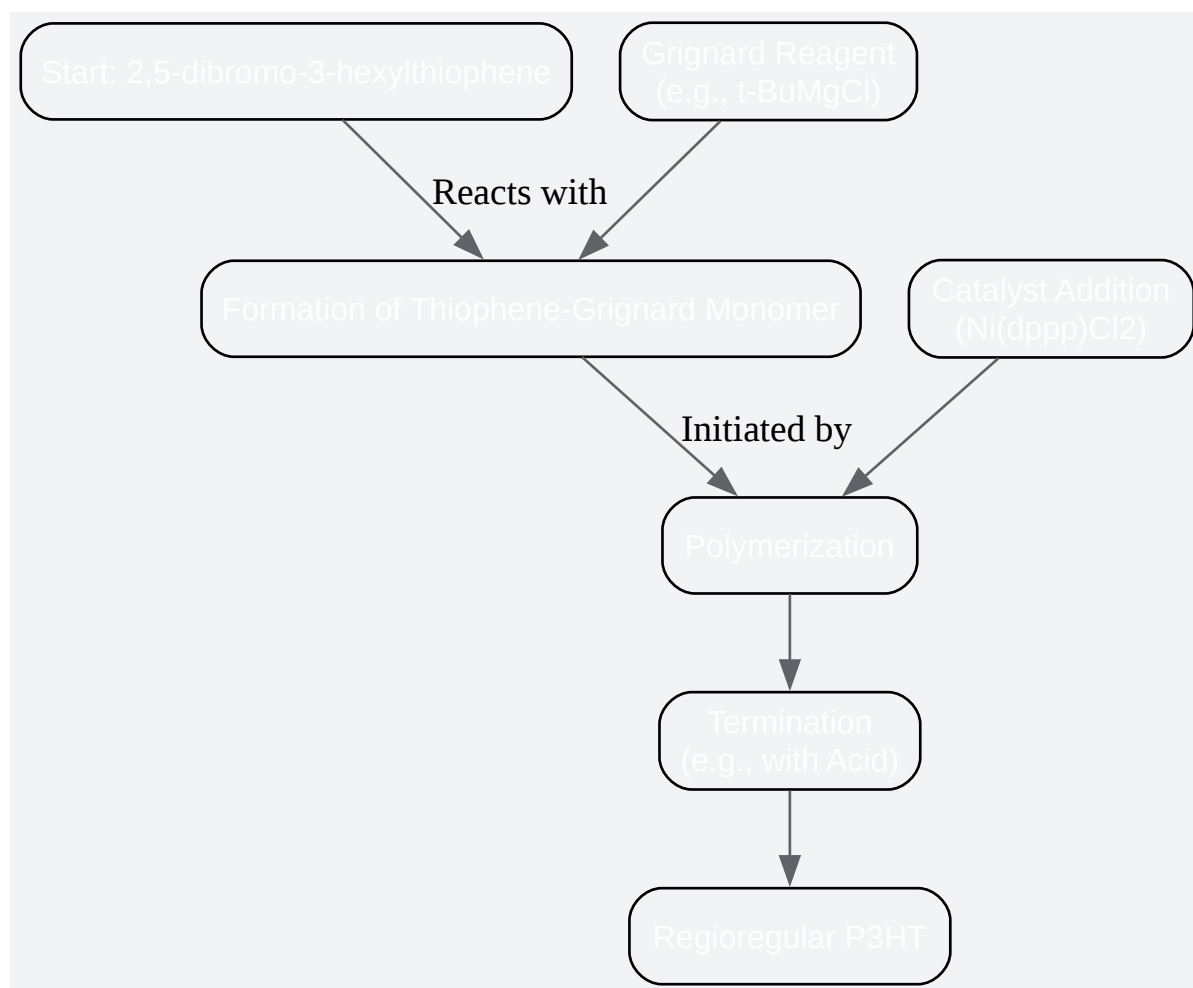 Start: 2,5-dibromo-3-hexylthiophene
Grignard Reagent
(e.g., t-BuMgCl)
Reacts with
Formation of Thiophene-Grignard Monomer
Catalyst Addition
(Ni(dppp)Cl2)
Initiated by
Polymerization
Termination
(e.g., with Acid)
Regioregular P3HT